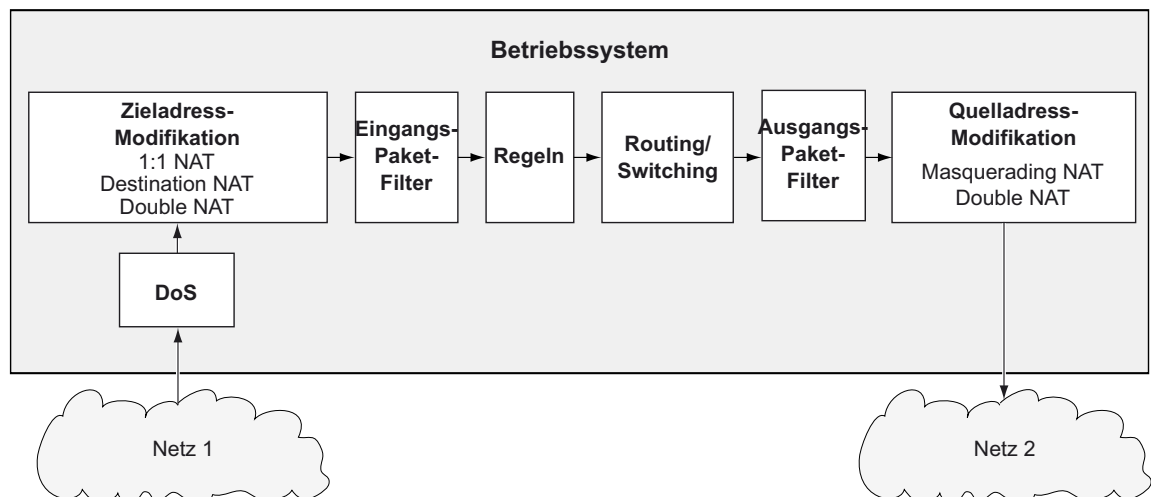 Betriebssystem
Zieladress-
Modifikation
1:1 NAT
Destination NAT
Double NAT
Eingangs-
Paket-
Filter
Regeln
Routing/
Switching
Ausgangs-
Paket-
Filter
Quelladress-
Modifikation
Masquerading NAT
Double NAT
DoS
Netz 1
Netz 2